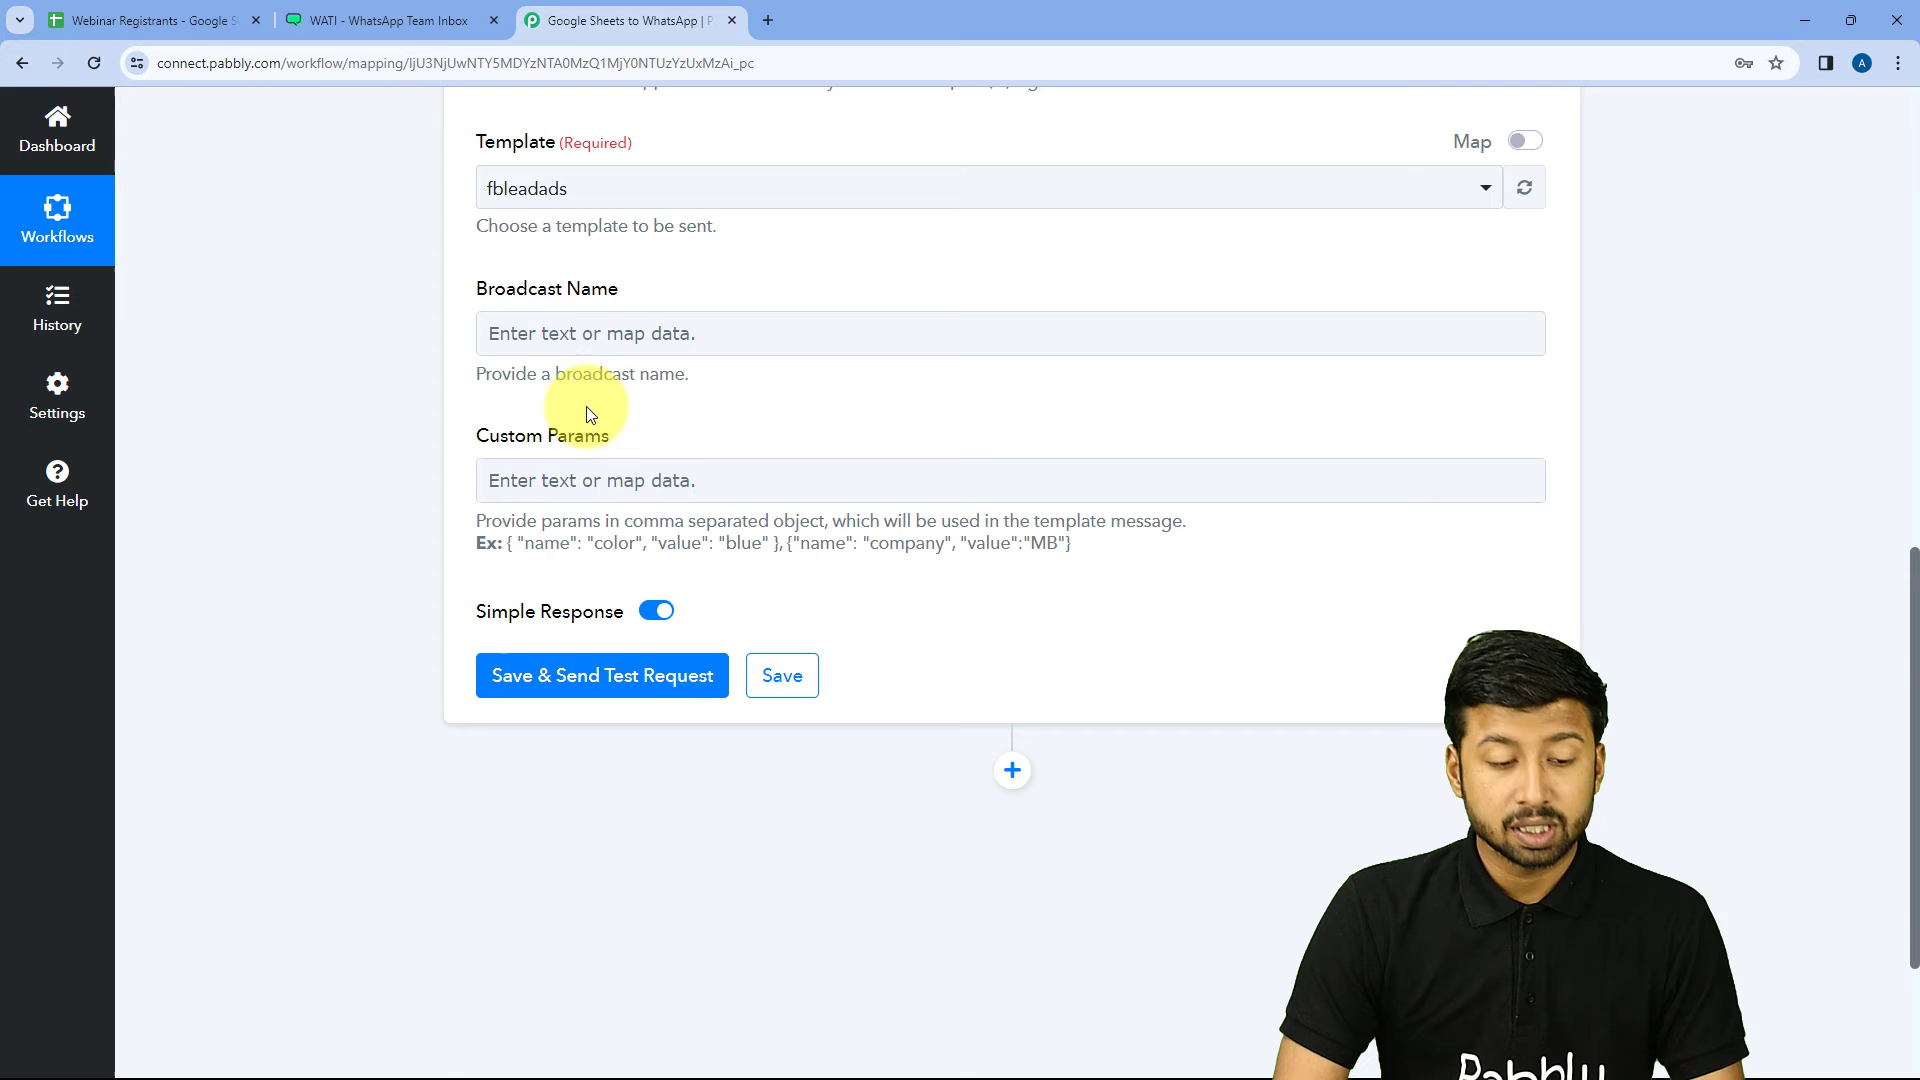 Webinar Registrants - Google S
WATI - WhatsApp Team Inbox
Google Sheets to WhatsApp | P
connect.pabbly.com/workflow/mapping/IjU3NjUwNTY5MDYzNTA0MzQ1MjY0NTUzYzUxMzAi_pc
A
Dashboard
Workflows
History
Settings
Get Help
Template (Required)
Map
fbleadads
Choose a template to be sent.
Broadcast Name
Enter text or map data.
Provide a broadcast name.
Custom Params
Enter text or map data.
Provide params in comma separated object, which will be used in the template message.
Ex: { "name": "color", "value": "blue" }, {"name": "company", "value":"MB"}
Simple Response
Save & Send Test Request
Save
Pabbly